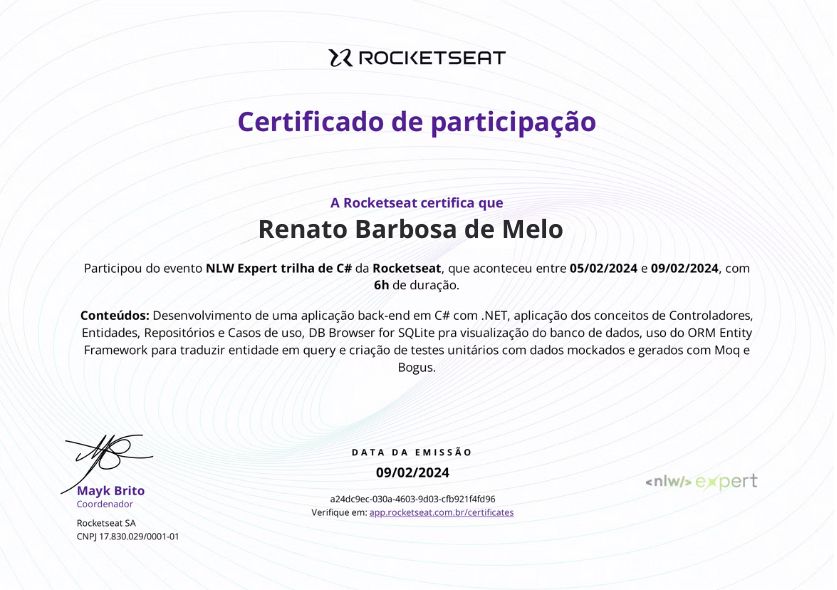 ROCKETSEAT
Certificado de participação
A Rocketseat certifica que
Renato Barbosa de Melo
Participou do evento NLW Expert trilha de C# da Rocketseat, que aconteceu entre 05/02/2024 e 09/02/2024, com
6h de duração.
Conteúdos: Desenvolvimento de uma aplicação back-end em C# com .NET, aplicação dos conceitos de Controladores,
Entidades, Repositórios e Casos de uso, DB Browser for SQLite pra visualização do banco de dados, uso do ORM Entity
Framework para traduzir entidade em query e criação de testes unitários com dados mockados e gerados com Moq e
Bogus.
DATA DA EMISSÃO
09/02/2024
a24dc9ec-030a-4603-9d03-cfb921f4fd96
Verifique em: app.rocketseat.com.br/certificates
Mayk Brito
Coordenador
Rocketseat SA
CNPJ 17.830.029/0001-01
<nlw/> expert